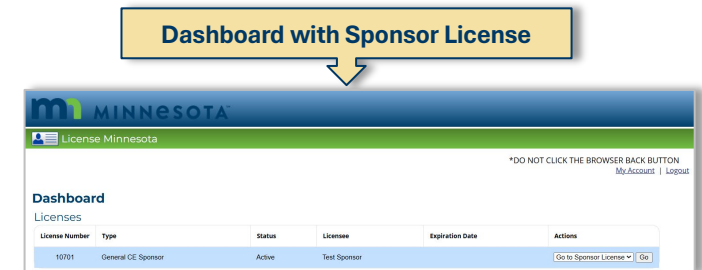 Dashboard with Sponsor License
mn MINNESOTA
License Minnesota
*DO NOT CLICK THE BROWSER BACK BUTTON
My Account | Logout
Dashboard
Licenses
License Number Type Status Licensee Expiration Date Actions
10701 General CE Sponsor Active Test Sponsor Go to Sponsor License Go